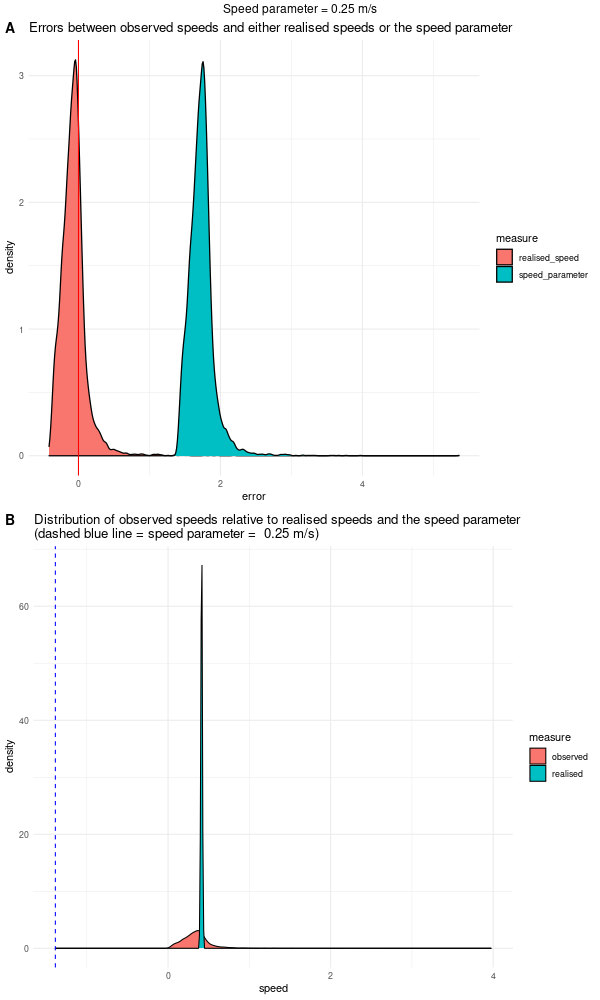 Speed parameter = 0.25 m/s
A Errors between observed speeds and either realised speeds or the speed parameter
3
2
1
0
density
0 2 4
error
measure
realised_speed
speed_parameter
B Distribution of observed speeds relative to realised speeds and the speed parameter
(dashed blue line = speed parameter =  0.25 m/s)
60
40
20
0
density
0 2 4
speed
measure
observed
realised